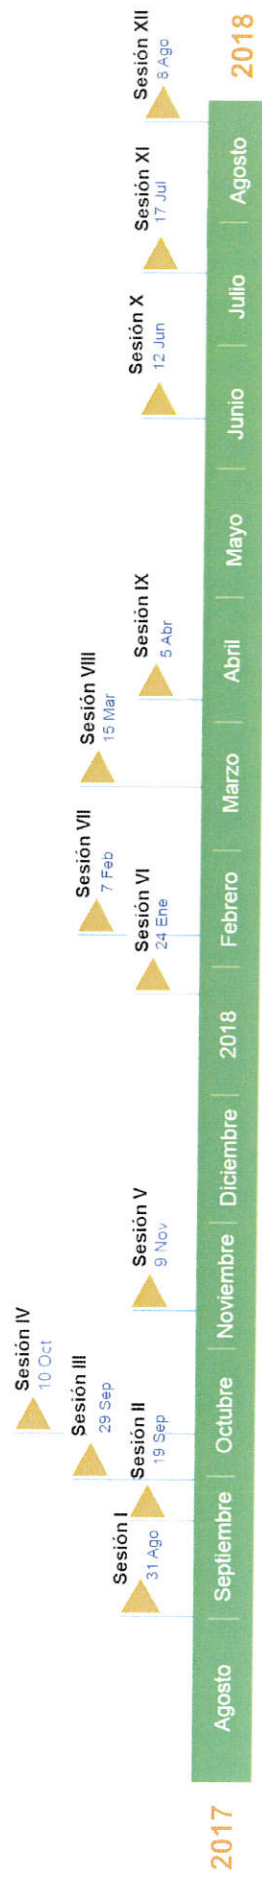 Sesión IV
10 Oct
Sesión III
29 Sep
Sesión VII
7 Feb
Sesión VIII
15 Mar
Sesión I
31 Ago
Sesión II
19 Sep
Sesión V
9 Nov
Sesión VI
24 Ene
Sesión IX
5 Abr
Sesión X
12 Jun
Sesión XI
17 Jul
Sesión XII
8 Ago
2017
Agosto
Septiembre
Octubre
Noviembre
Diciembre
2018
Febrero
Marzo
Abril
Mayo
Junio
Julio
Agosto
2018